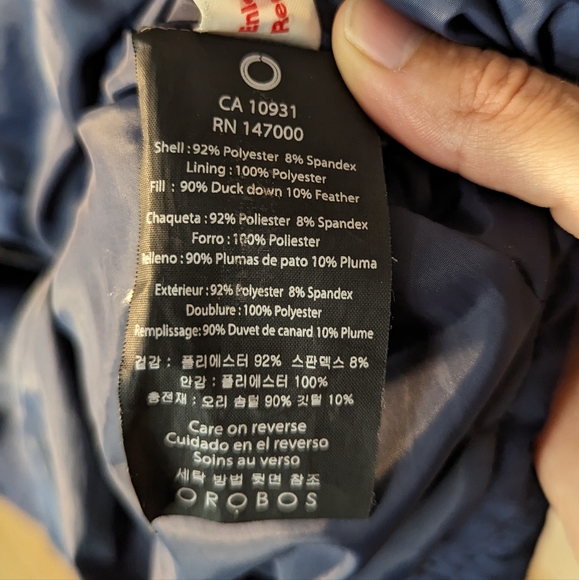 CA 10931
RN 147000
Shell : 92% Polyester 8% Spandex
Lining : 100% Polyester
Fill : 90% Duck down 10% Feather
Chaqueta : 92% Poliester 8% Spandex
Forro : 100% Poliester
Relleno : 90% Plumas de pato 10% Pluma
Extérieur : 92% Polyester 8% Spandex
Doublure : 100% Polyester
Remplissage : 90% Duvet de canard 10% Plume
겉감 : 폴리에스터 92% 스판덱스 8%
안감 : 폴리에스터 100%
충전재 : 오리 솜털 90% 깃털 10%
Care on reverse
Cuidado en el reverso
Soins au verso
세탁 방법 뒷면 참조
OROBOS